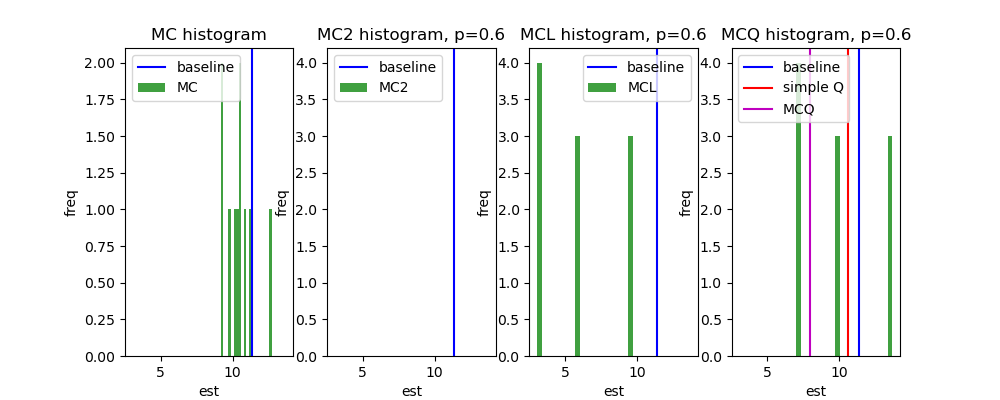 MC histogram
baseline
MC
2.00
1.75
1.50
1.25
1.00
0.75
0.50
0.25
0.00
freq
5 10
est
MC2 histogram, p=0.6
baseline
MC2
4.0
3.5
3.0
2.5
2.0
1.5
1.0
0.5
0.0
freq
5 10
est
MCL histogram, p=0.6
baseline
MCL
4.0
3.5
3.0
2.5
2.0
1.5
1.0
0.5
0.0
freq
5 10
est
MCQ histogram, p=0.6
baseline
simple Q
MCQ
4.0
3.5
3.0
2.5
2.0
1.5
1.0
0.5
0.0
freq
5 10
est